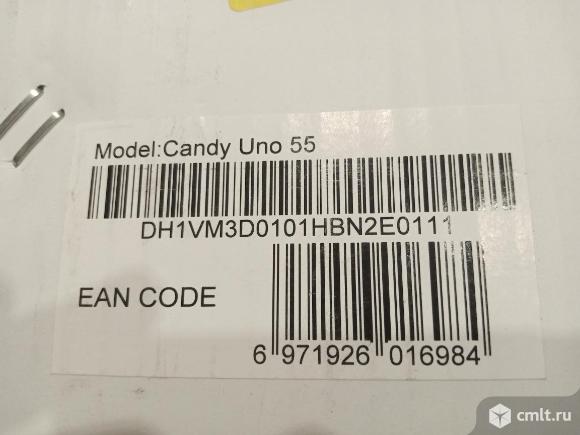 Model:Candy Uno 55
DH1VM3D0101HBN2E0111
EAN CODE
6 971926 016984
cmlt.ru